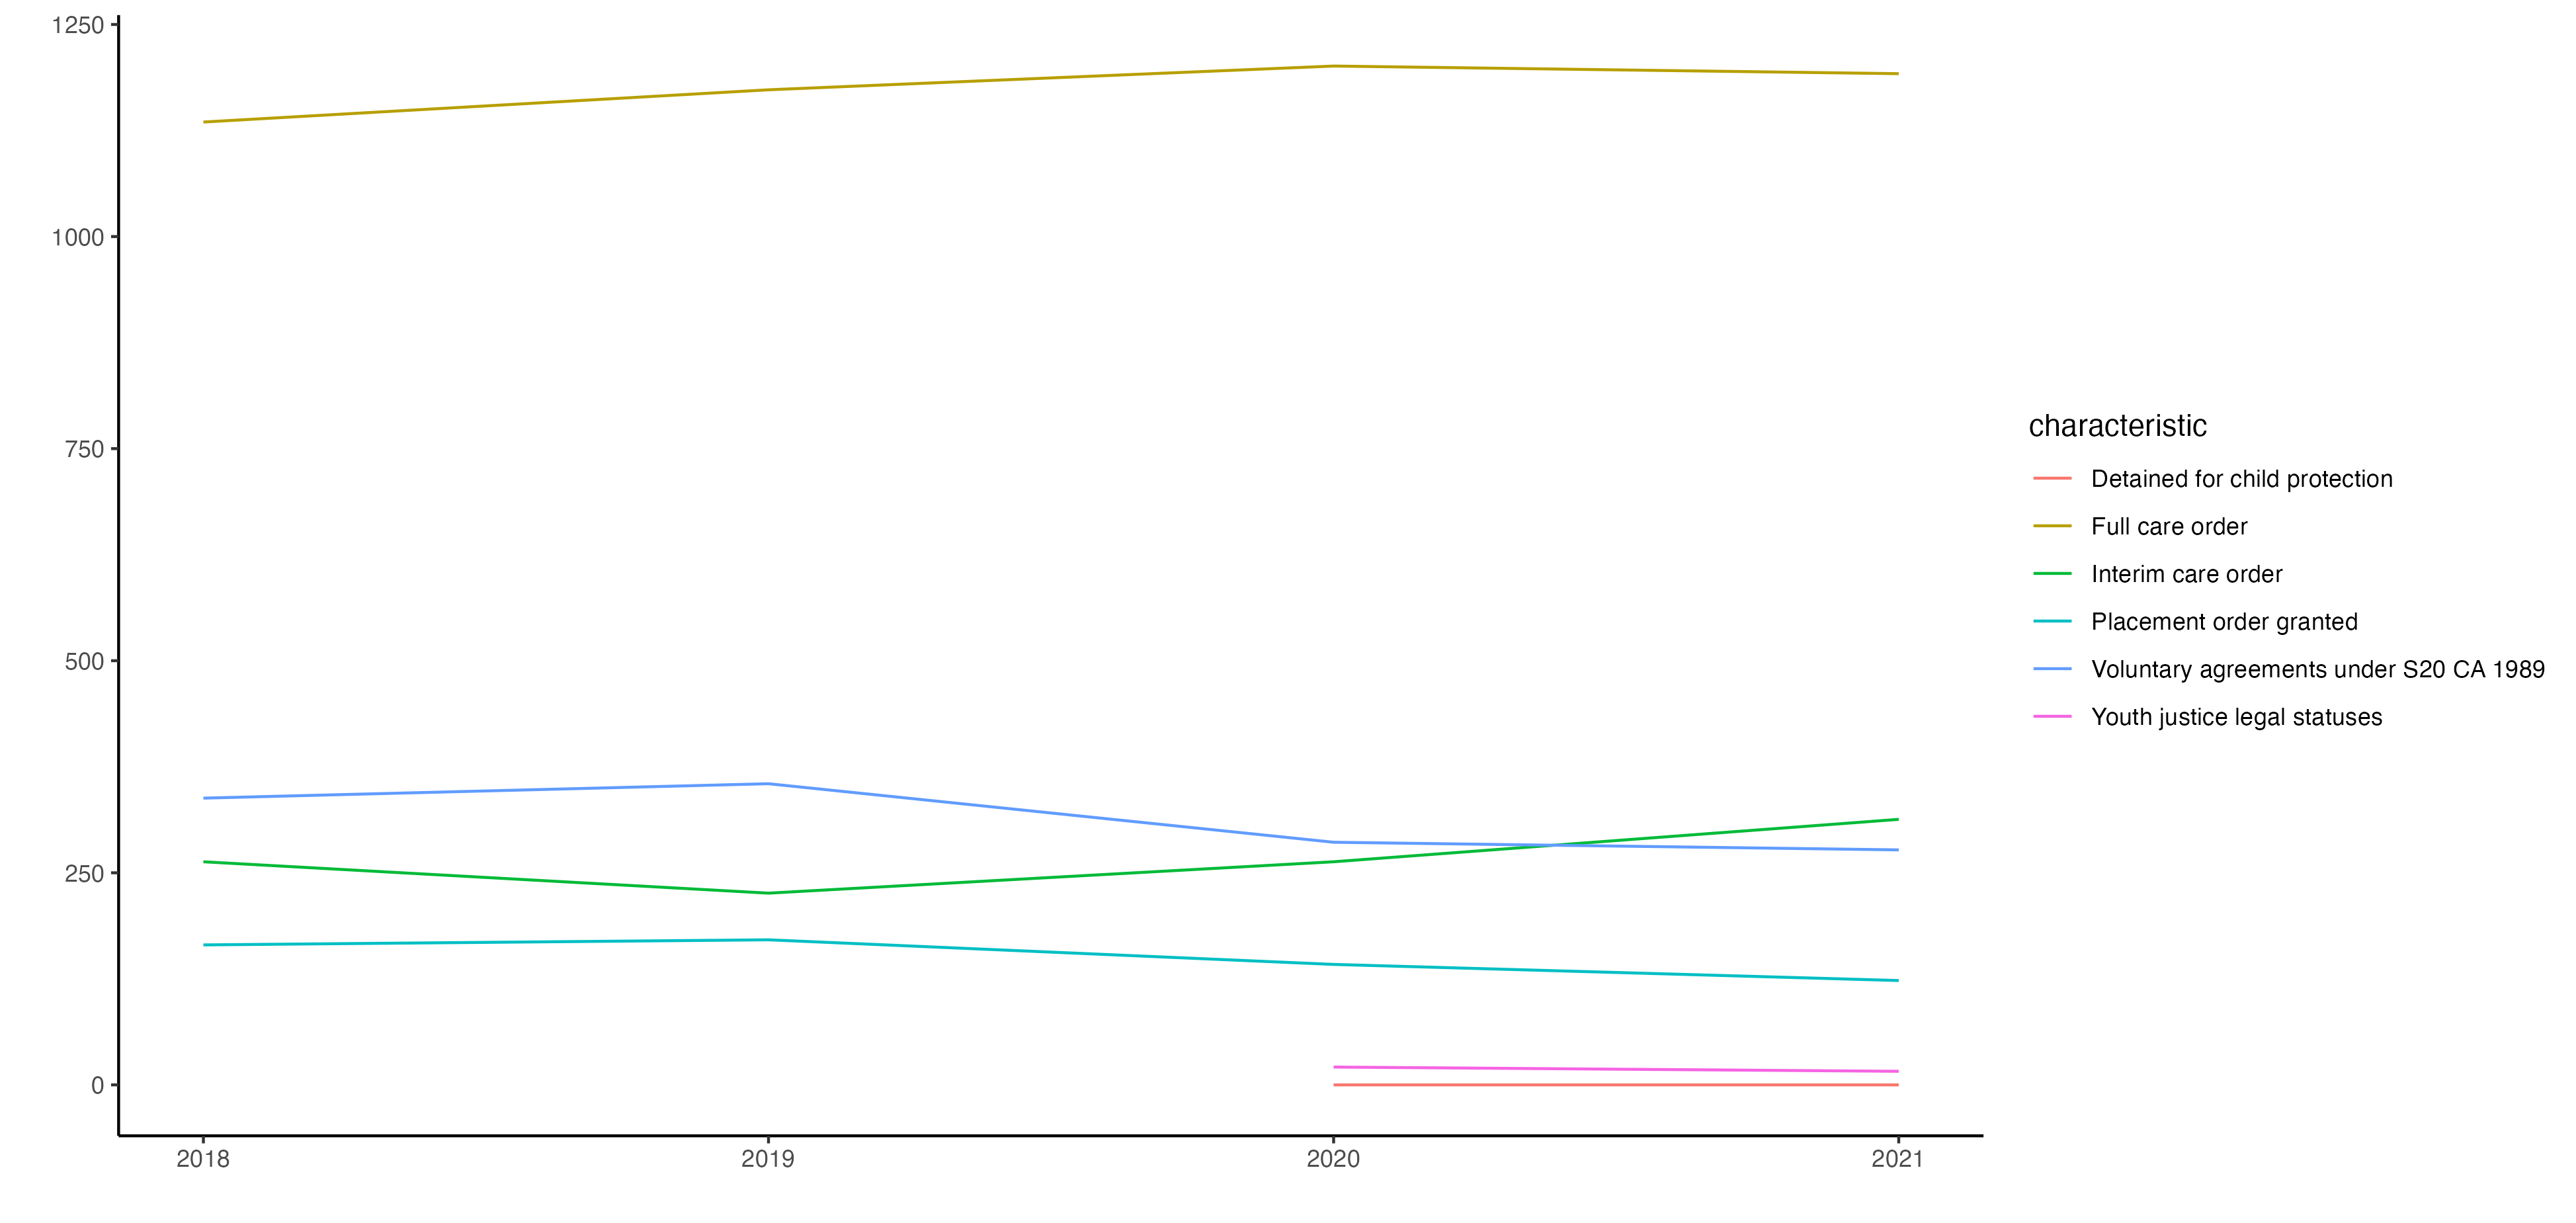 1250
1000
750
500
250
0
2018 2019 2020 2021
characteristic
Detained for child protection
Full care order
Interim care order
Placement order granted
Voluntary agreements under S20 CA 1989
Youth justice legal statuses